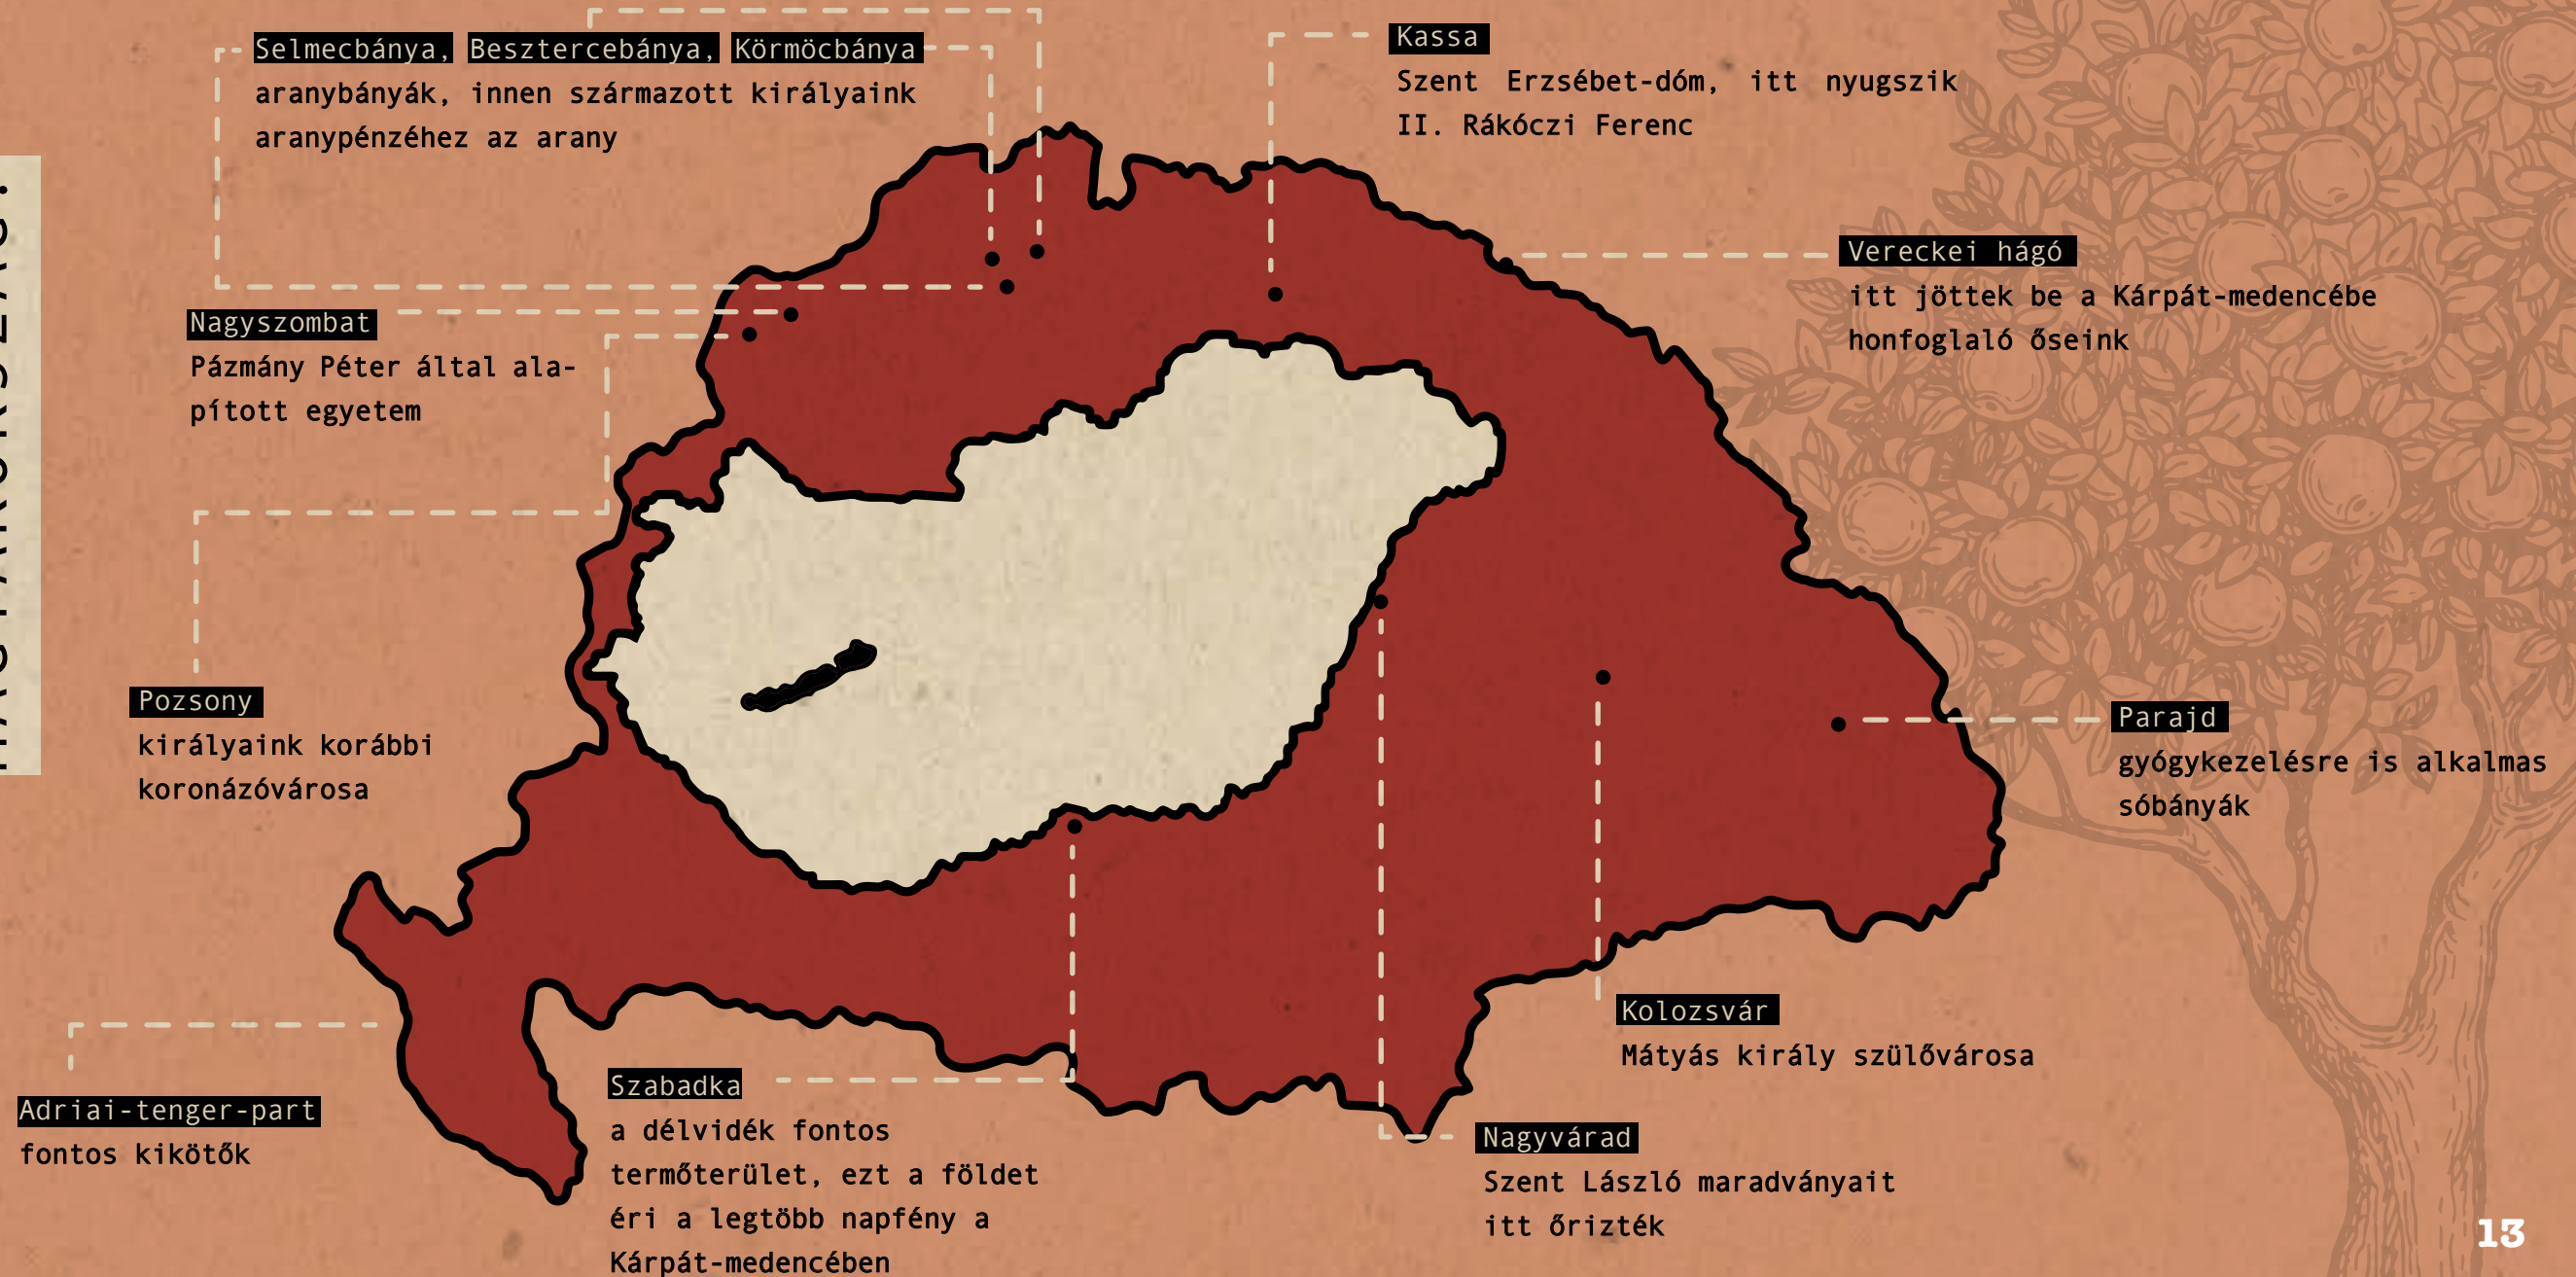 Selmecbánya, Besztercebánya, Körmöcbánya
aranybányák, innen származott királyaink
aranypénzéhez az arany
Kassa
Szent Erzsébet-dóm, itt nyugszik
II. Rákóczi Ferenc
Vereckei hágó
itt jöttek be a Kárpát-medencébe
honfoglaló őseink
Nagyszombat
Pázmány Péter által ala-
pított egyetem
Pozsony
királyaink korábbi
koronázóvárosa
Parajd
gyógykezelésre is alkalmas
sóbányák
Kolozsvár
Mátyás király szülővárosa
Adriai-tenger-part
fontos kikötők
Szabadka
a délvidék fontos
termőterület, ezt a földet
éri a legtöbb napfény a
Kárpát-medencében
Nagyvárad
Szent László maradványait
itt őrizték
13